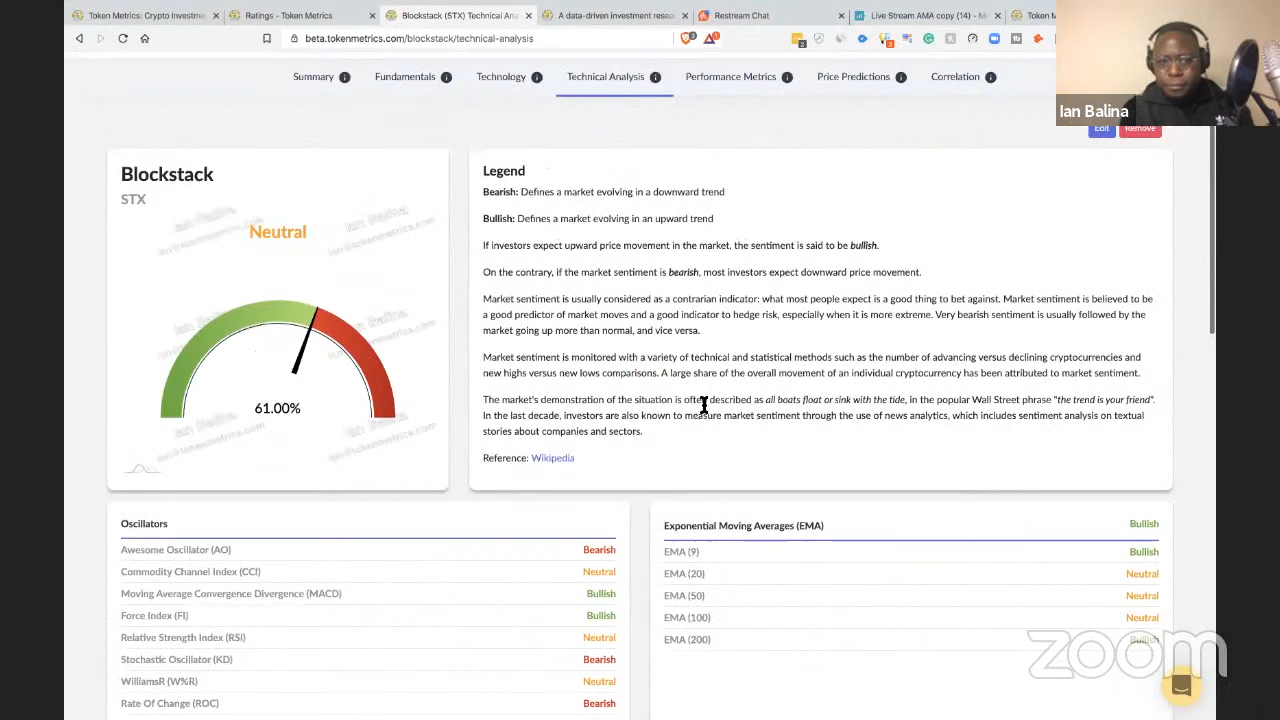 Token Metrics: Crypto Investme
Ratings - Token Metrics
Blockstack (STX) Technical Ana
A data-driven investment resea
Restream Chat
Live Stream AMA copy (14) - M
Token M
beta.tokenmetrics.com/blockstack/technical-analysis
Summary
Fundamentals
Technology
Technical Analysis
Performance Metrics
Price Predictions
Correlation
Ian Balina
Edit
Remove
Blockstack
STX
Neutral
61.00%
Legend
Bearish: Defines a market evolving in a downward trend
Bullish: Defines a market evolving in an upward trend
If investors expect upward price movement in the market, the sentiment is said to be bullish.
On the contrary, if the market sentiment is bearish, most investors expect downward price movement.
Market sentiment is usually considered as a contrarian indicator: what most people expect is a good thing to bet against. Market sentiment is believed to be
a good predictor of market moves and a good indicator to hedge risk, especially when it is more extreme. Very bearish sentiment is usually followed by the
market going up more than normal, and vice versa.
Market sentiment is monitored with a variety of technical and statistical methods such as the number of advancing versus declining cryptocurrencies and
new highs versus new lows comparisons. A large share of the overall movement of an individual cryptocurrency has been attributed to market sentiment.
The market's demonstration of the situation is often described as all boats float or sink with the tide, in the popular Wall Street phrase "the trend is your friend".
In the last decade, investors are also known to measure market sentiment through the use of news analytics, which includes sentiment analysis on textual
stories about companies and sectors.
Reference: Wikipedia
Oscillators
Awesome Oscillator (AO) Bearish
Commodity Channel Index (CCI) Neutral
Moving Average Convergence Divergence (MACD) Bullish
Force Index (FI) Bullish
Relative Strength Index (RSI) Neutral
Stochastic Oscillator (KD) Bearish
WilliamsR (W%R) Neutral
Rate Of Change (ROC) Bearish
Exponential Moving Averages (EMA) Bullish
EMA (9) Bullish
EMA (20) Neutral
EMA (50) Neutral
EMA (100) Neutral
EMA (200) Bullish
zoom